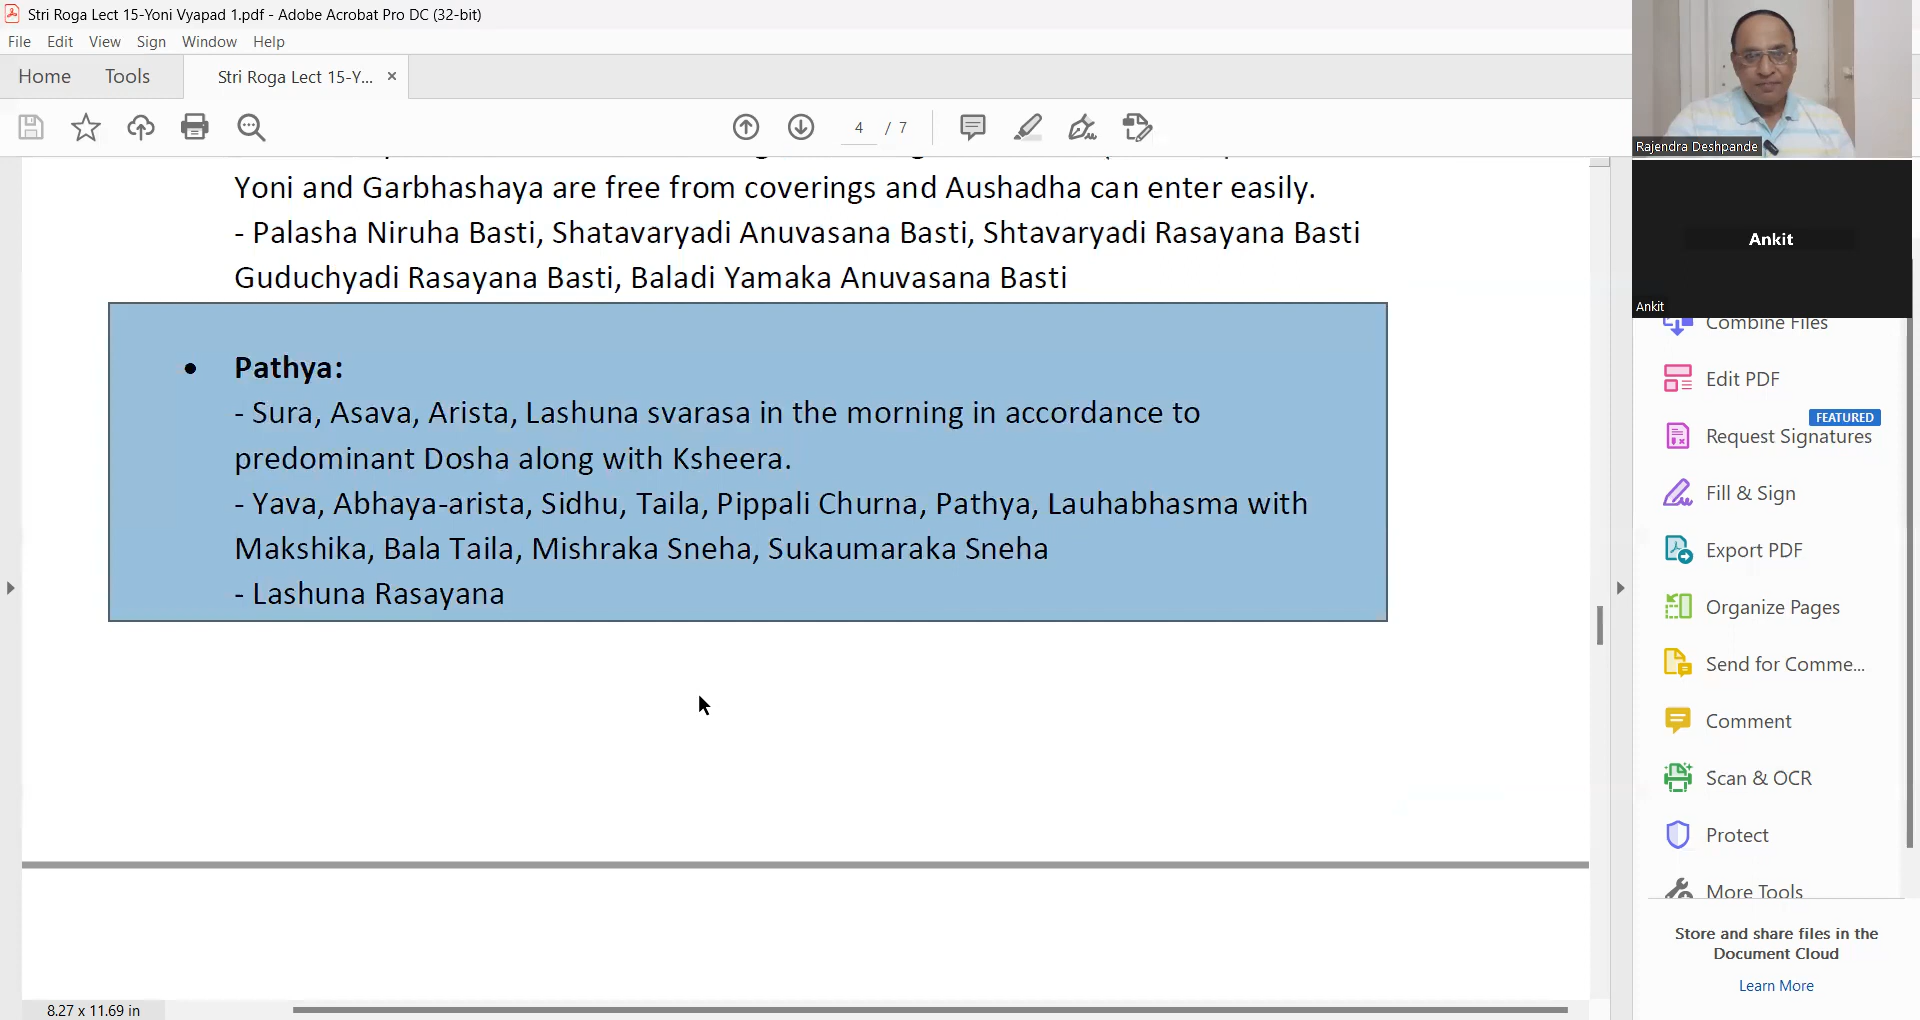 Stri Roga Lect 15-Yoni Vyapad 1.pdf - Adobe Acrobat Pro DC (32-bit)
File Edit View Sign Window Help
Home Tools Stri Roga Lect 15-Y... ×
4 / 7
Yoni and Garbhashaya are free from coverings and Aushadha can enter easily.
- Palasha Niruha Basti, Shatavaryadi Anuvasana Basti, Shtavaryadi Rasayana Basti
Guduchyadi Rasayana Basti, Baladi Yamaka Anuvasana Basti
• Pathya:
- Sura, Asava, Arista, Lashuna svarasa in the morning in accordance to
predominant Dosha along with Ksheera.
- Yava, Abhaya-arista, Sidhu, Taila, Pippali Churna, Pathya, Lauhabhasma with
Makshika, Bala Taila, Mishraka Sneha, Sukaumaraka Sneha
- Lashuna Rasayana
8.27 x 11.69 in
Rajendra Deshpande
Ankit
Ankit
Combine Files
Edit PDF
FEATURED
Request Signatures
Fill & Sign
Export PDF
Organize Pages
Send for Comme...
Comment
Scan & OCR
Protect
More Tools
Store and share files in the
Document Cloud
Learn More